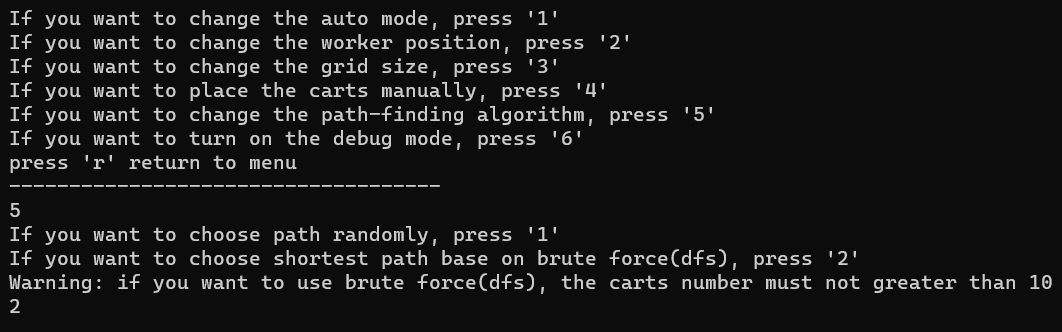 If you want to change the auto mode, press '1'
If you want to change the worker position, press '2'
If you want to change the grid size, press '3'
If you want to place the carts manually, press '4'
If you want to change the path-finding algorithm, press '5'
If you want to turn on the debug mode, press '6'
press 'r' return to menu
------------------------------------
5
If you want to choose path randomly, press '1'
If you want to choose shortest path base on brute force(dfs), press '2'
Warning: if you want to use brute force(dfs), the carts number must not greater than 10
2